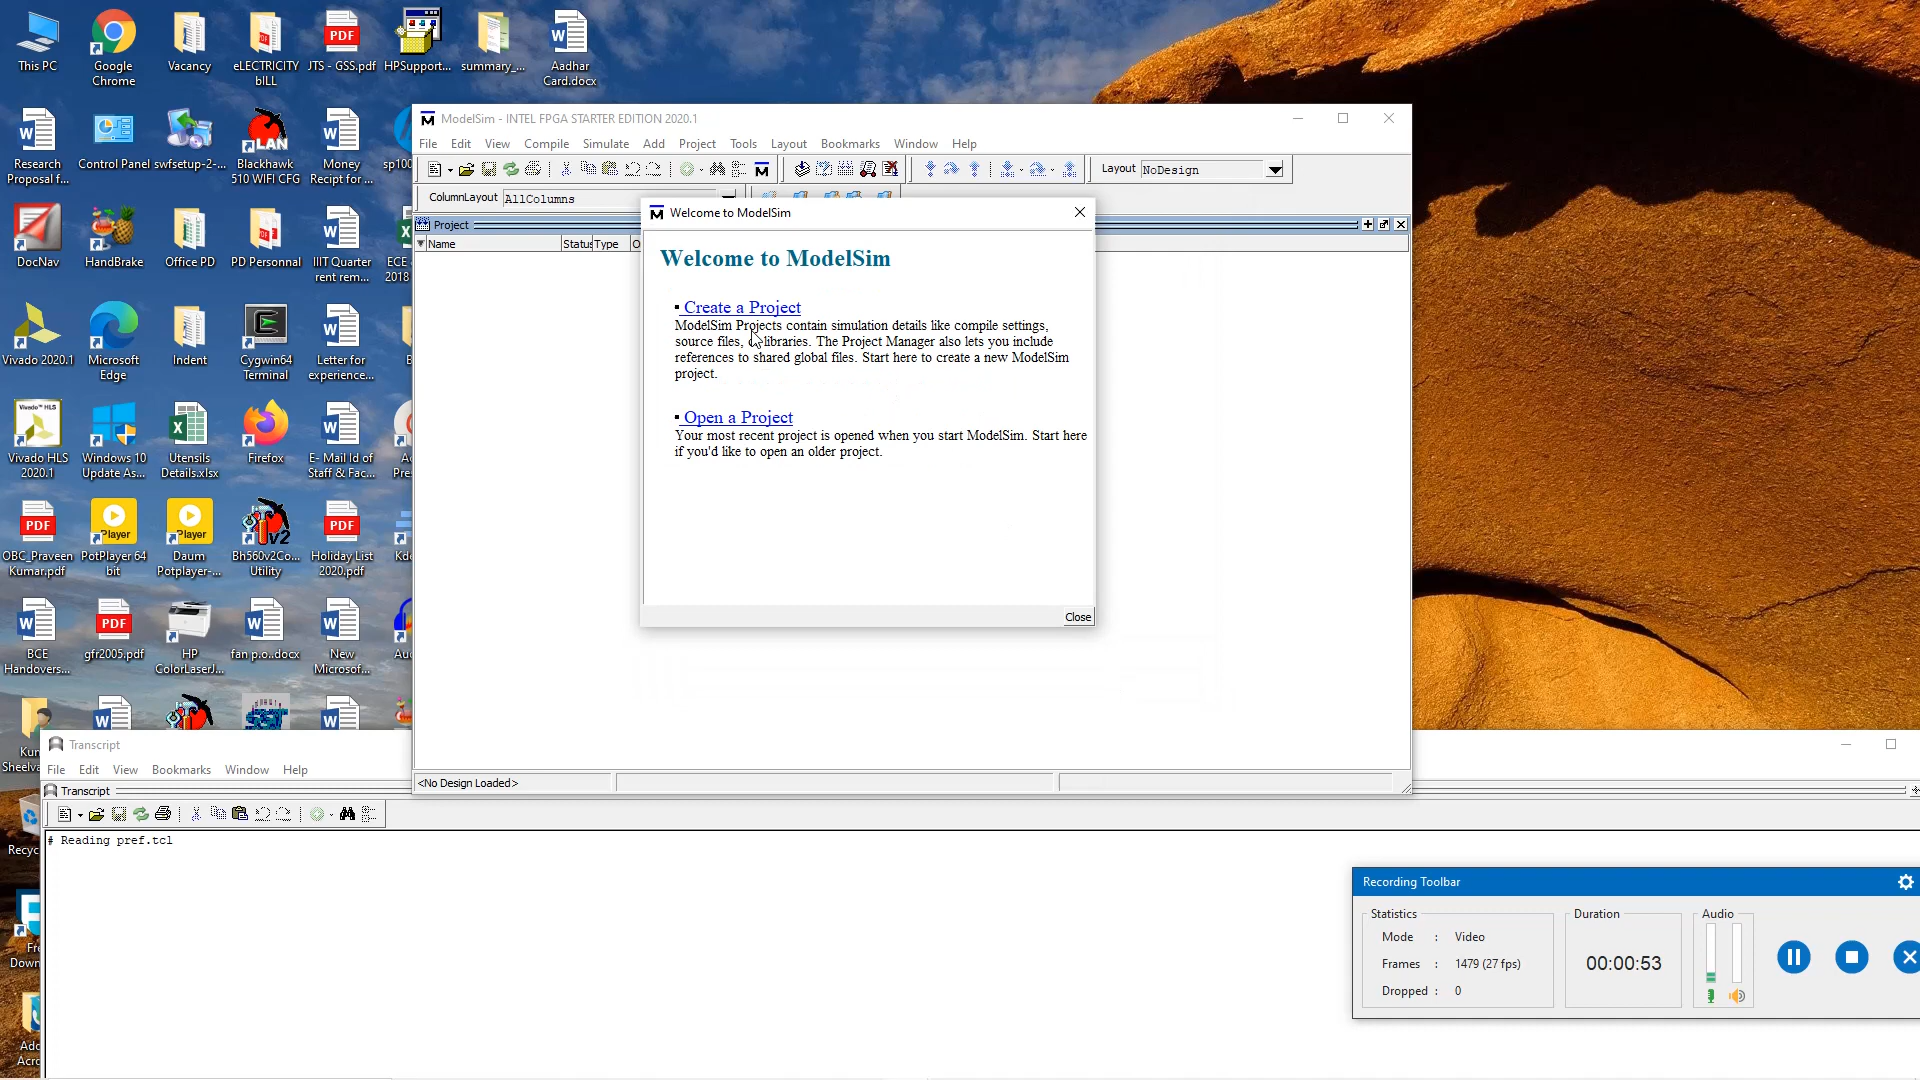 This PC
Google
Chrome
Vacancy
eLECTRICITY
bILL
JTS - GSS.pdf
HPSupport...
summary_...
Aadhar
Card.docx
Research
Proposal f...
Control Panel
swfsetup-2-...
Blackhawk
510 WIFI CFG
Money
Recipt for ...
DocNav
HandBrake
Office PD
PD Personnal
IIIT Quarter
rent rem...
ECE
2018
Vivado 2020.1
Microsoft
Edge
Indent
Cygwin64
Terminal
Letter for
experience...
Vivado HLS
2020.1
Windows 10
Update As...
Utensils
Details.xlsx
Firefox
E- Mail Id of
Staff & Fac...
OBC_Praveen
Kumar.pdf
PotPlayer 64
bit
Daum
Potplayer-...
Bh560v2Co...
Utility
Holiday List
2020.pdf
BCE
Handovers...
gfr2005.pdf
HP
ColorLaserJ...
fan p.o..docx
New
Microsof...
ModelSim - INTEL FPGA STARTER EDITION 2020.1
File Edit View Compile Simulate Add Project Tools Layout Bookmarks Window Help
Layout NoDesign
ColumnLayout AllColumns
Project
Name Status Type
Welcome to ModelSim
Welcome to ModelSim
Create a Project
ModelSim Projects contain simulation details like compile settings,
source files, libraries. The Project Manager also lets you include
references to shared global files. Start here to create a new ModelSim
project.
Open a Project
Your most recent project is opened when you start ModelSim. Start here
if you'd like to open an older project.
Close
<No Design Loaded>
Transcript
File Edit View Bookmarks Window Help
Transcript
# Reading pref.tcl
Recording Toolbar
Statistics
Mode : Video
Frames : 1479 (27 fps)
Dropped : 0
Duration
00:00:53
Audio